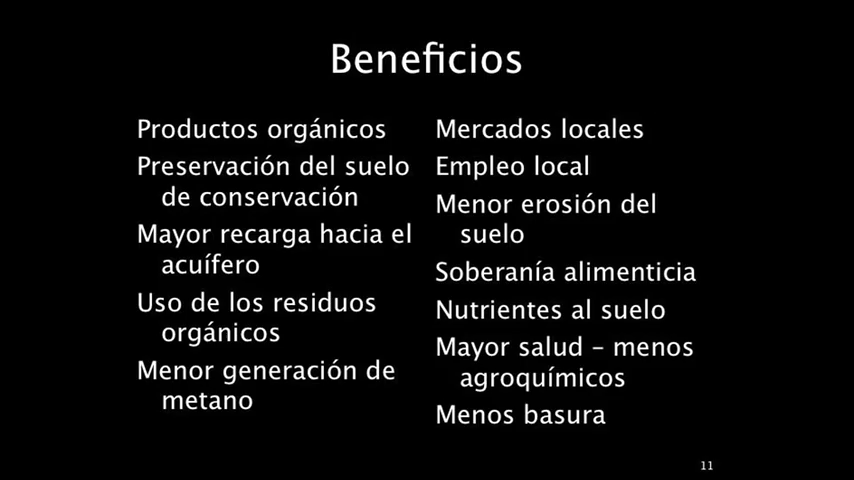 Beneficios
Productos orgánicos
Preservación del suelo
de conservación
Mayor recarga hacia el
acuífero
Uso de los residuos
orgánicos
Menor generación de
metano
Mercados locales
Empleo local
Menor erosión del
suelo
Soberanía alimenticia
Nutrientes al suelo
Mayor salud – menos
agroquímicos
Menos basura
11